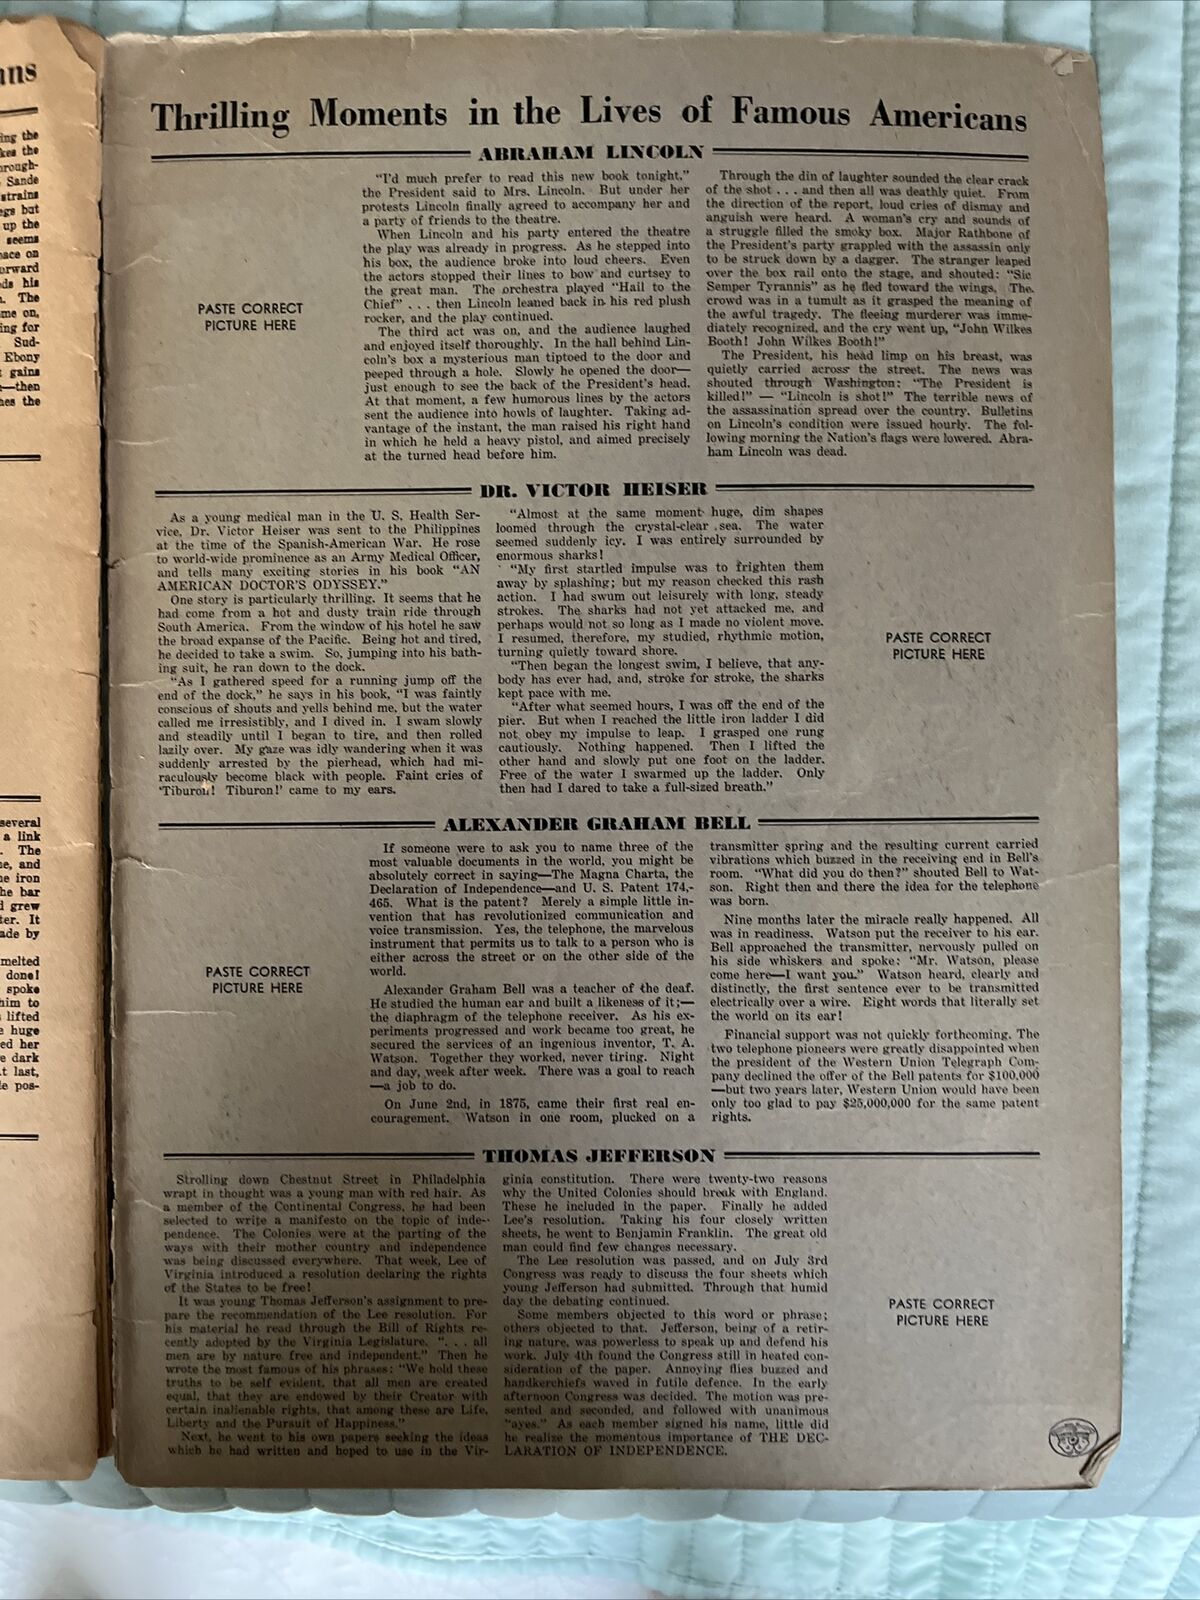 ns
ing the
kes the
rough-
Sande
strains
egs but
up the
seems
pace on
orward
ds his
n. The
me on,
ing for
Sud-
Ebony
gains
—then
hes the
several
a link
. The
ne, and
e iron
he bar
d grew
ter. It
ade by
melted
done!
spoke
him to
lifted
e huge
ed her
e dark
t last,
le pos-
Thrilling Moments in the Lives of Famous Americans
ABRAHAM LINCOLN
PASTE CORRECT
PICTURE HERE
"I'd much prefer to read this new book tonight,"
the President said to Mrs. Lincoln. But under her
protests Lincoln finally agreed to accompany her and
a party of friends to the theatre.
When Lincoln and his party entered the theatre
the play was already in progress. As he stepped into
his box, the audience broke into loud cheers. Even
the actors stopped their lines to bow and curtsey to
the great man. The orchestra played "Hail to the
Chief" . . . then Lincoln leaned back in his red plush
rocker, and the play continued.
The third act was on, and the audience laughed
and enjoyed itself thoroughly. In the hall behind Lin-
coln's box a mysterious man tiptoed to the door and
peeped through a hole. Slowly he opened the door—
just enough to see the back of the President's head.
At that moment, a few humorous lines by the actors
sent the audience into howls of laughter. Taking ad-
vantage of the instant, the man raised his right hand
in which he held a heavy pistol, and aimed precisely
at the turned head before him.
Through the din of laughter sounded the clear crack
of the shot . . . and then all was deathly quiet. From
the direction of the report, loud cries of dismay and
anguish were heard. A woman's cry and sounds of
a struggle filled the smoky box. Major Rathbone of
the President's party grappled with the assassin only
to be struck down by a dagger. The stranger leaped
over the box rail onto the stage, and shouted: "Sic
Semper Tyrannis" as he fled toward the wings. The
crowd was in a tumult as it grasped the meaning of
the awful tragedy. The fleeing murderer was imme-
diately recognized, and the cry went up, "John Wilkes
Booth! John Wilkes Booth!"
The President, his head limp on his breast, was
quietly carried across the street. The news was
shouted through Washington: "The President is
killed!" — "Lincoln is shot!" The terrible news of
the assassination spread over the country. Bulletins
on Lincoln's condition were issued hourly. The fol-
lowing morning the Nation's flags were lowered. Abra-
ham Lincoln was dead.
DR. VICTOR HEISER
As a young medical man in the U. S. Health Ser-
vice, Dr. Victor Heiser was sent to the Philippines
at the time of the Spanish-American War. He rose
to world-wide prominence as an Army Medical Officer,
and tells many exciting stories in his book "AN
AMERICAN DOCTOR'S ODYSSEY."
One story is particularly thrilling. It seems that he
had come from a hot and dusty train ride through
South America. From the window of his hotel he saw
the broad expanse of the Pacific. Being hot and tired,
he decided to take a swim. So, jumping into his bath-
ing suit, he ran down to the dock.
"As I gathered speed for a running jump off the
end of the dock," he says in his book, "I was faintly
conscious of shouts and yells behind me, but the water
called me irresistibly, and I dived in. I swam slowly
and steadily until I began to tire, and then rolled
lazily over. My gaze was idly wandering when it was
suddenly arrested by the pierhead, which had mi-
raculously become black with people. Faint cries of
'Tiburon! Tiburon!' came to my ears.
"Almost at the same moment huge, dim shapes
loomed through the crystal-clear sea. The water
seemed suddenly icy. I was entirely surrounded by
enormous sharks!
"My first startled impulse was to frighten them
away by splashing; but my reason checked this rash
action. I had swum out leisurely with long, steady
strokes. The sharks had not yet attacked me, and
perhaps would not so long as I made no violent move.
I resumed, therefore, my studied, rhythmic motion,
turning quietly toward shore.
"Then began the longest swim, I believe, that any-
body has ever had, and, stroke for stroke, the sharks
kept pace with me.
"After what seemed hours, I was off the end of the
pier. But when I reached the little iron ladder I did
not obey my impulse to leap. I grasped one rung
cautiously. Nothing happened. Then I lifted the
other hand and slowly put one foot on the ladder.
Free of the water I swarmed up the ladder. Only
then had I dared to take a full-sized breath."
PASTE CORRECT
PICTURE HERE
ALEXANDER GRAHAM BELL
PASTE CORRECT
PICTURE HERE
If someone were to ask you to name three of the
most valuable documents in the world, you might be
absolutely correct in saying—The Magna Charta, the
Declaration of Independence—and U. S. Patent 174,-
465. What is the patent? Merely a simple little in-
vention that has revolutionized communication and
voice transmission. Yes, the telephone, the marvelous
instrument that permits us to talk to a person who is
either across the street or on the other side of the
world.
Alexander Graham Bell was a teacher of the deaf.
He studied the human ear and built a likeness of it;—
the diaphragm of the telephone receiver. As his ex-
periments progressed and work became too great, he
secured the services of an ingenious inventor, T. A.
Watson. Together they worked, never tiring. Night
and day, week after week. There was a goal to reach
—a job to do.
On June 2nd, in 1875, came their first real en-
couragement. Watson in one room, plucked on a
transmitter spring and the resulting current carried
vibrations which buzzed in the receiving end in Bell's
room. "What did you do then?" shouted Bell to Wat-
son. Right then and there the idea for the telephone
was born.
Nine months later the miracle really happened. All
was in readiness. Watson put the receiver to his ear.
Bell approached the transmitter, nervously pulled on
his side whiskers and spoke: "Mr. Watson, please
come here—I want you." Watson heard, clearly and
distinctly, the first sentence ever to be transmitted
electrically over a wire. Eight words that literally set
the world on its ear!
Financial support was not quickly forthcoming. The
two telephone pioneers were greatly disappointed when
the president of the Western Union Telegraph Com-
pany declined the offer of the Bell patents for $100,000
—but two years later, Western Union would have been
only too glad to pay $25,000,000 for the same patent
rights.
THOMAS JEFFERSON
Strolling down Chestnut Street in Philadelphia
wrapt in thought was a young man with red hair. As
a member of the Continental Congress, he had been
selected to write a manifesto on the topic of inde-
pendence. The Colonies were at the parting of the
ways with their mother country and independence
was being discussed everywhere. That week, Lee of
Virginia introduced a resolution declaring the rights
of the States to be free!
It was young Thomas Jefferson's assignment to pre-
pare the recommendation of the Lee resolution. For
his material he read through the Bill of Rights re-
cently adopted by the Virginia Legislature, ". . . all
men are by nature free and independent." Then he
wrote the most famous of his phrases: "We hold these
truths to be self evident, that all men are created
equal, that they are endowed by their Creator with
certain inalienable rights, that among these are Life,
Liberty and the Pursuit of Happiness."
Next, he went to his own papers seeking the ideas
which he had written and hoped to use in the Vir-
ginia constitution. There were twenty-two reasons
why the United Colonies should break with England.
These he included in the paper. Finally he added
Lee's resolution. Taking his four closely written
sheets, he went to Benjamin Franklin. The great old
man could find few changes necessary.
The Lee resolution was passed, and on July 3rd
Congress was ready to discuss the four sheets which
young Jefferson had submitted. Through that humid
day the debating continued.
Some members objected to this word or phrase;
others objected to that. Jefferson, being of a retir-
ing nature, was powerless to speak up and defend his
work. July 4th found the Congress still in heated con-
sideration of the paper. Annoying flies buzzed and
handkerchiefs waved in futile defence. In the early
afternoon Congress was decided. The motion was pre-
sented and seconded, and followed with unanimous
"ayes." As each member signed his name, little did
he realize the momentous importance of THE DEC-
LARATION OF INDEPENDENCE.
PASTE CORRECT
PICTURE HERE